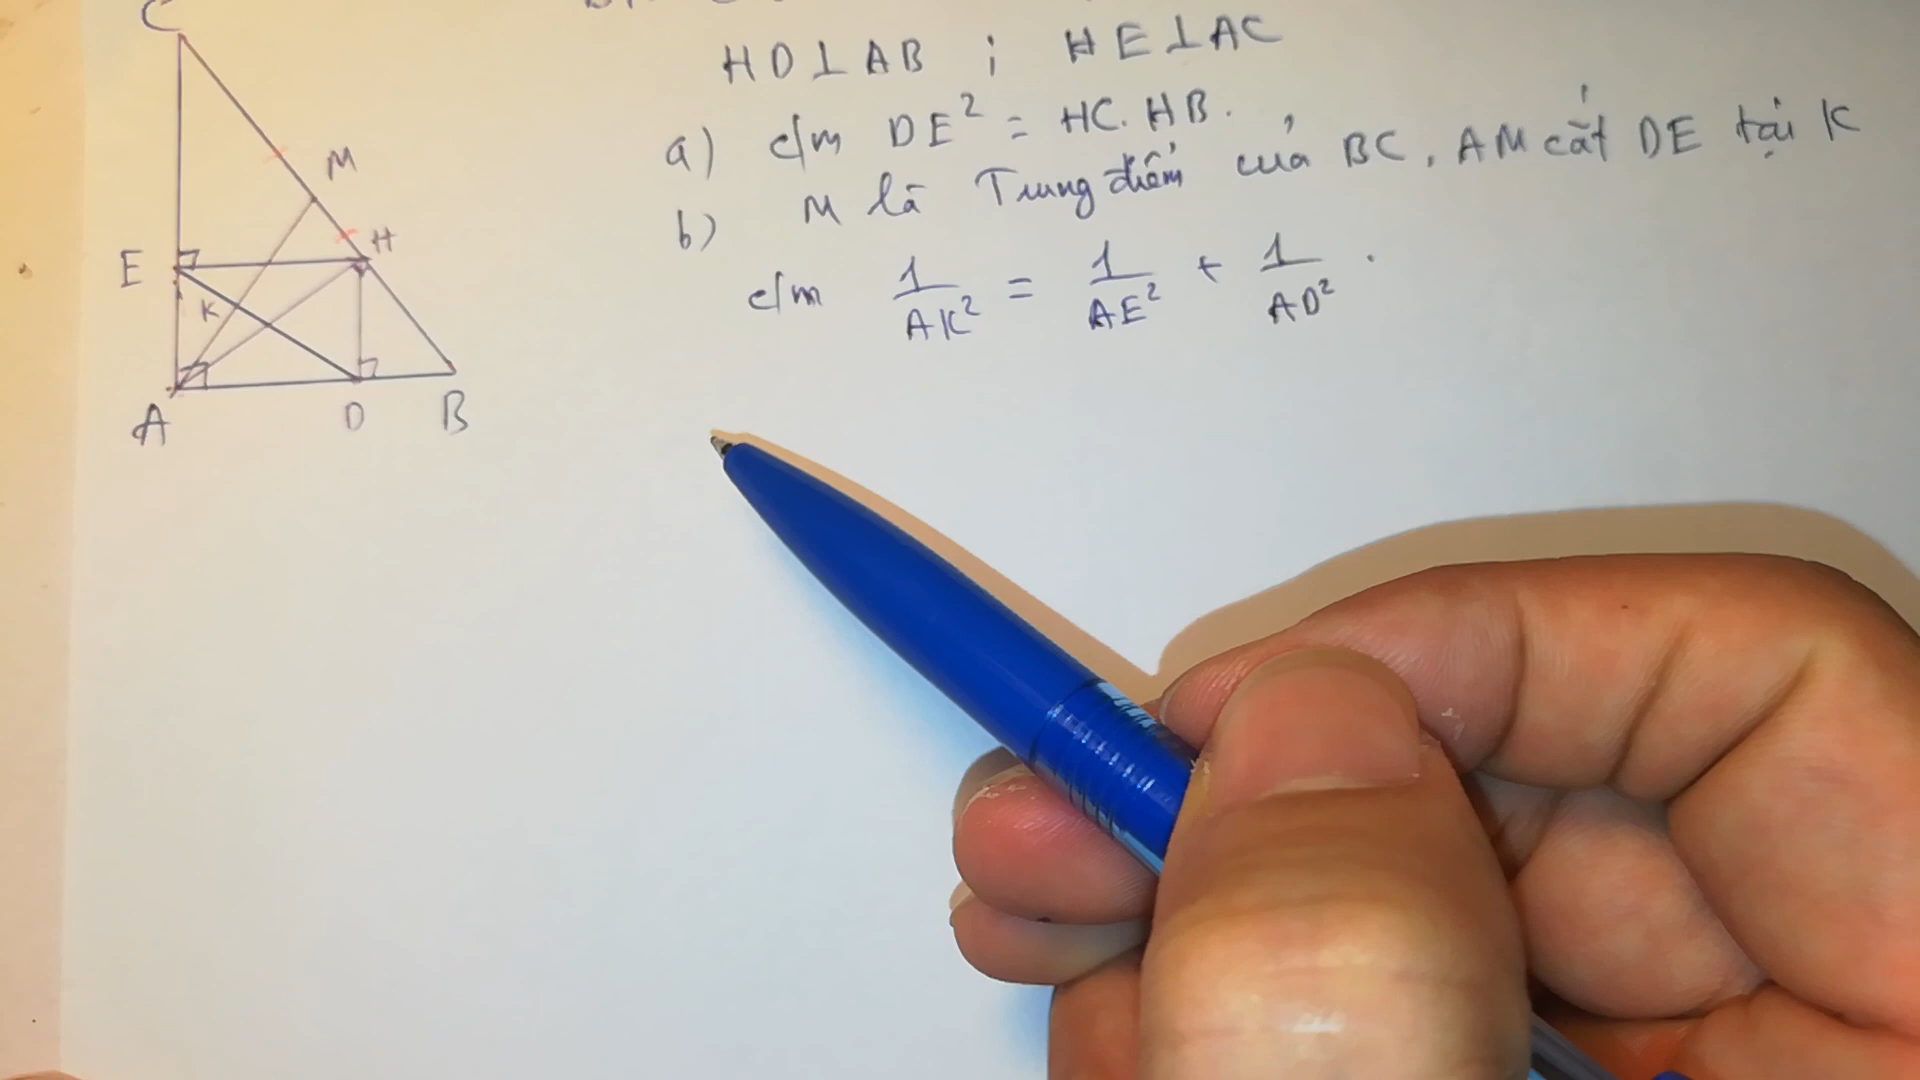 C
HD⊥AB ; HE⊥AC
a) c/m DE² = HC.HB.
b) M là Trung điểm của BC, AM cắt DE tại K
c/m 1/AK² = 1/AE² + 1/AD².
M
H
E
K
A
D
B